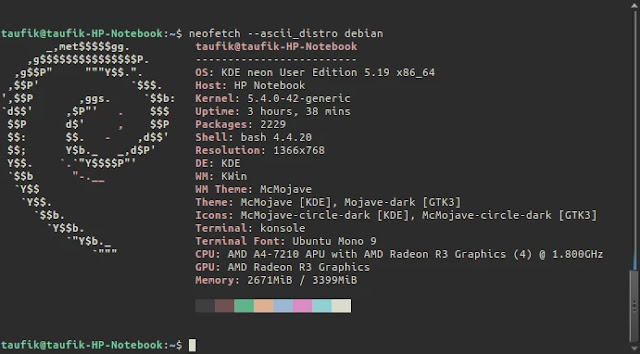 taufik@taufik-HP-Notebook:~$ neofetch --ascii_distro debian
taufik@taufik-HP-Notebook
--------------------------
OS: KDE neon User Edition 5.19 x86_64
Host: HP Notebook
Kernel: 5.4.0-42-generic
Uptime: 3 hours, 38 mins
Packages: 2229
Shell: bash 4.4.20
Resolution: 1366x768
DE: KDE
WM: KWin
WM Theme: McMojave
Theme: McMojave [KDE], Mojave-dark [GTK3]
Icons: McMojave-circle-dark [KDE], McMojave-circle-dark [GTK3]
Terminal: konsole
Terminal Font: Ubuntu Mono 9
CPU: AMD A4-7210 APU with AMD Radeon R3 Graphics (4) @ 1.800GHz
GPU: AMD Radeon R3 Graphics
Memory: 2671MiB / 3399MiB
taufik@taufik-HP-Notebook:~$